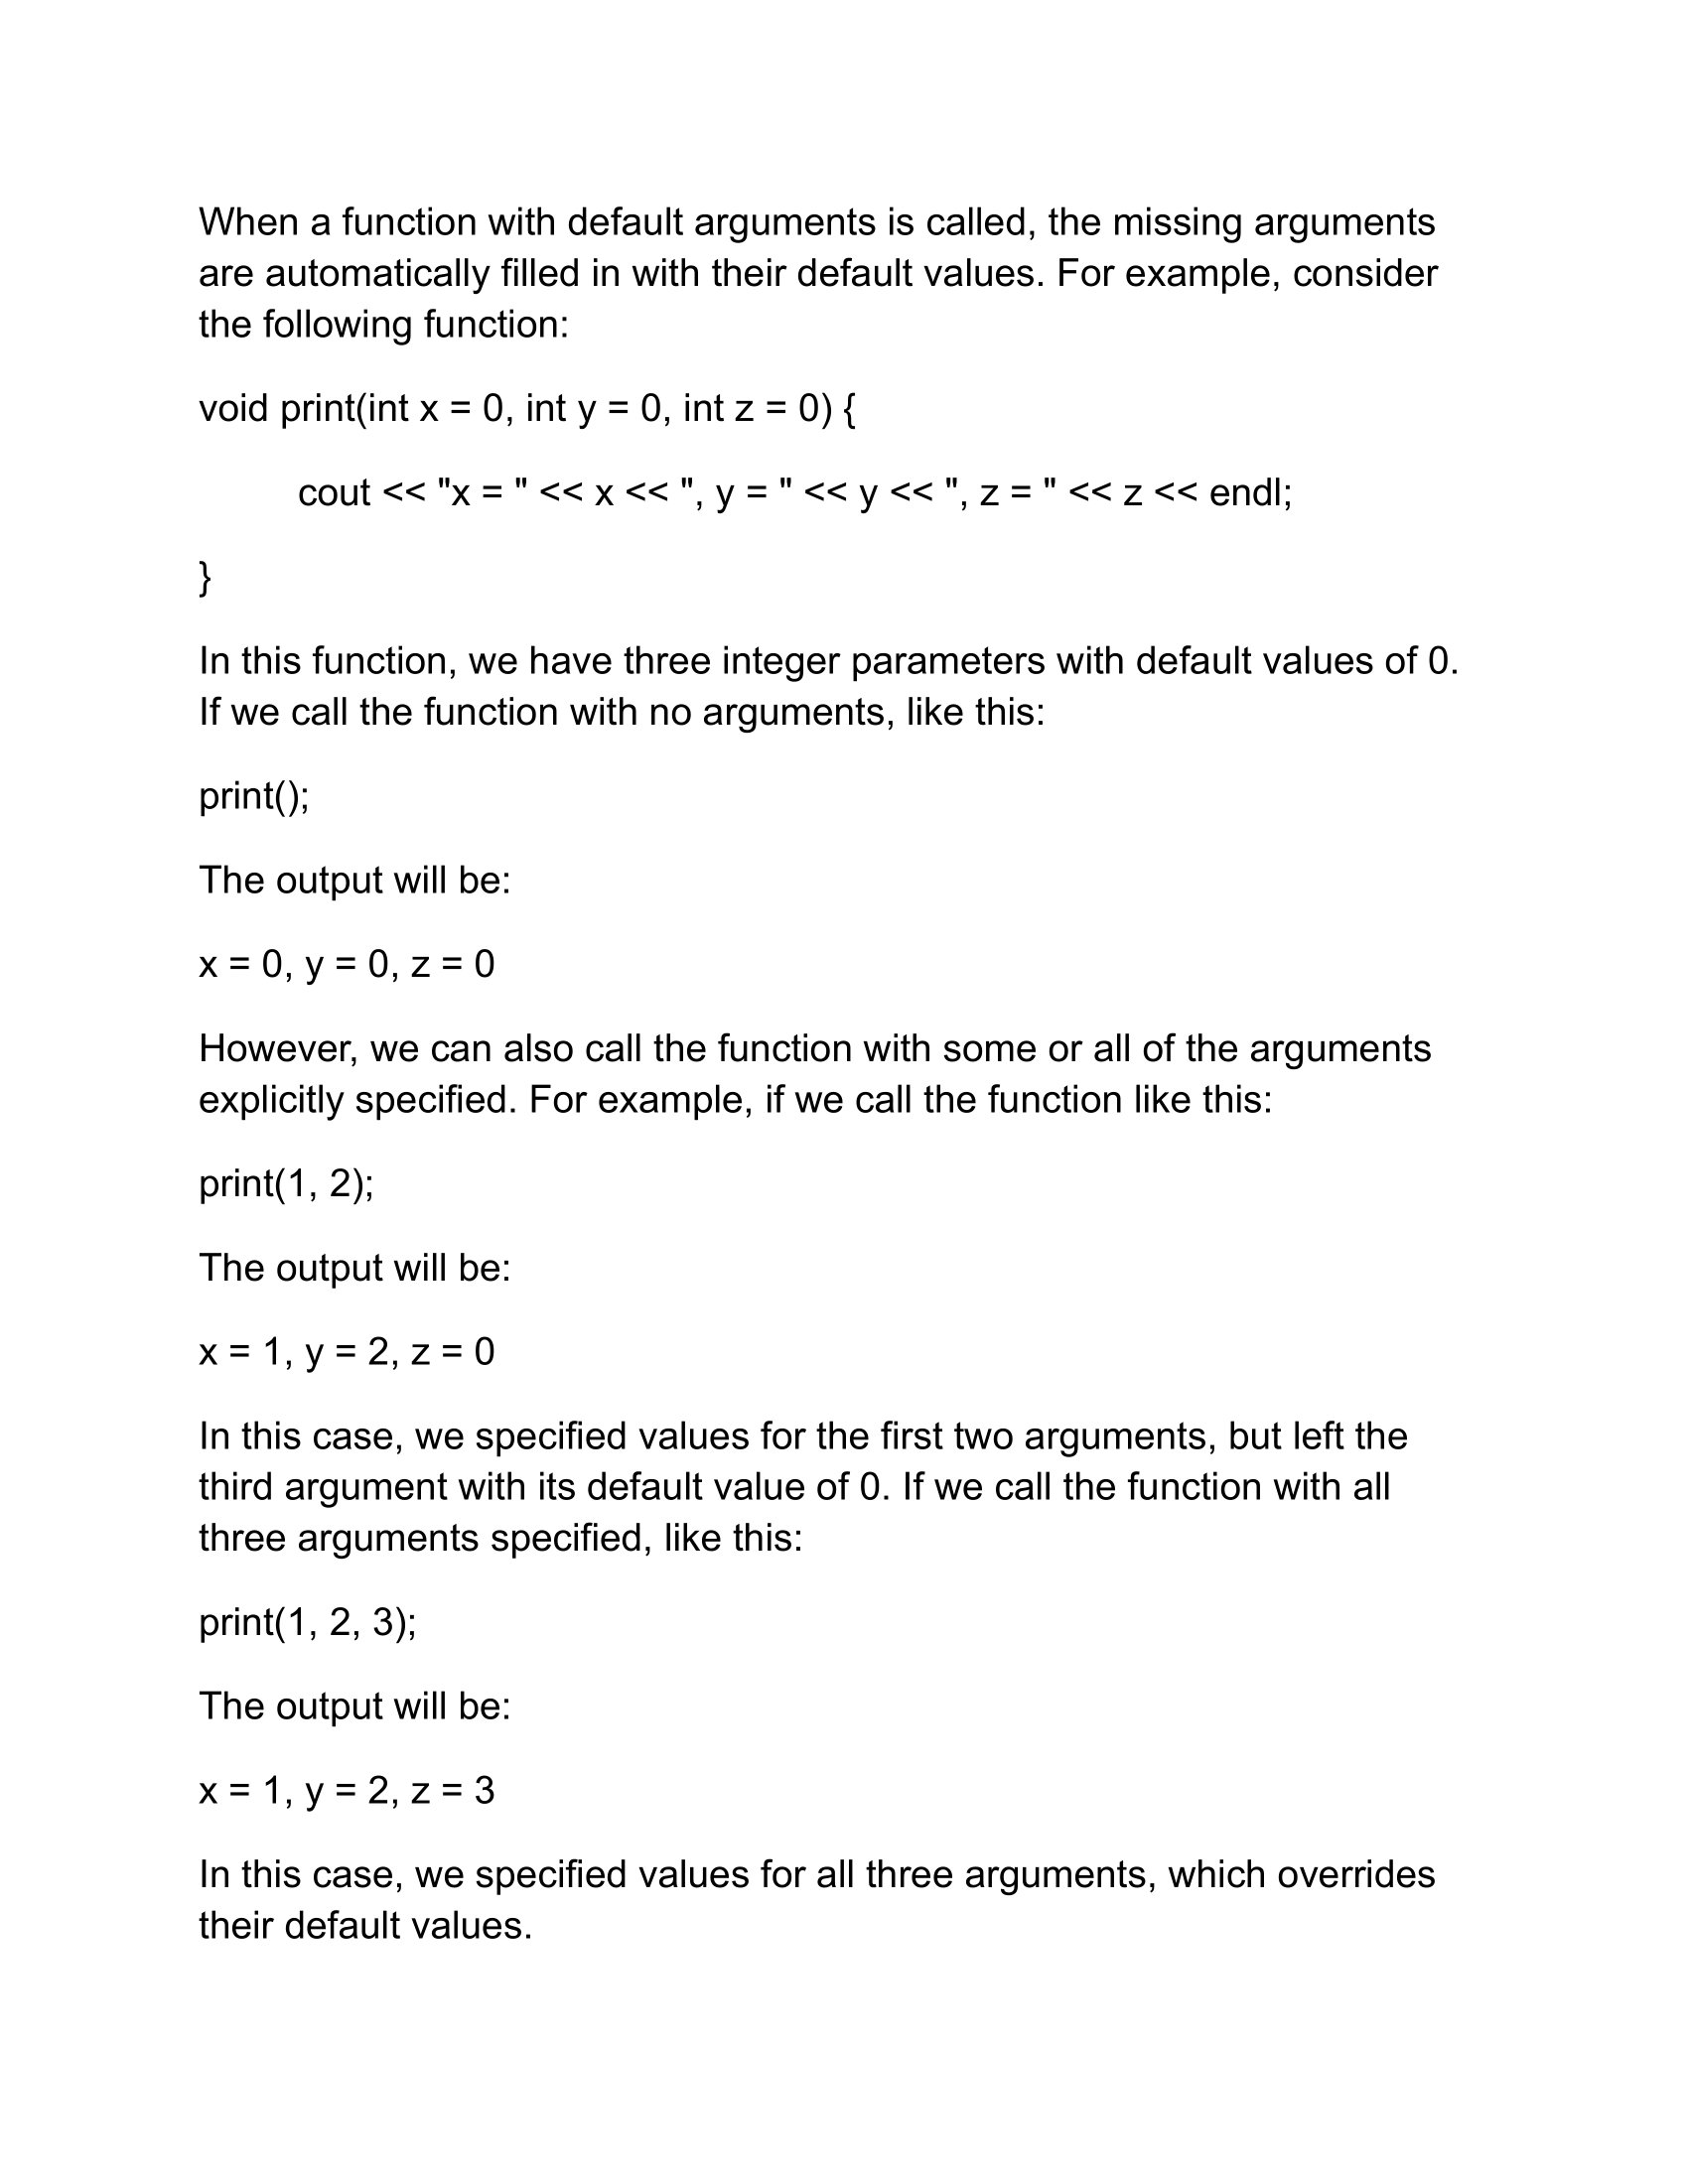 When a function with default arguments is called, the missing arguments
are automatically filled in with their default values. For example, consider
the following function:
void print(int x = 0, int y = 0, int z = 0) {
cout << "x = " << x << ", y = " << y << ", z = " << z << endl;
}
In this function, we have three integer parameters with default values of 0.
If we call the function with no arguments, like this:
print();
The output will be:
x = 0, y = 0, z = 0
However, we can also call the function with some or all of the arguments
explicitly specified. For example, if we call the function like this:
print(1, 2);
The output will be:
x = 1, y = 2, z = 0
In this case, we specified values for the first two arguments, but left the
third argument with its default value of 0. If we call the function with all
three arguments specified, like this:
print(1, 2, 3);
The output will be:
x = 1, y = 2, z = 3
In this case, we specified values for all three arguments, which overrides
their default values.